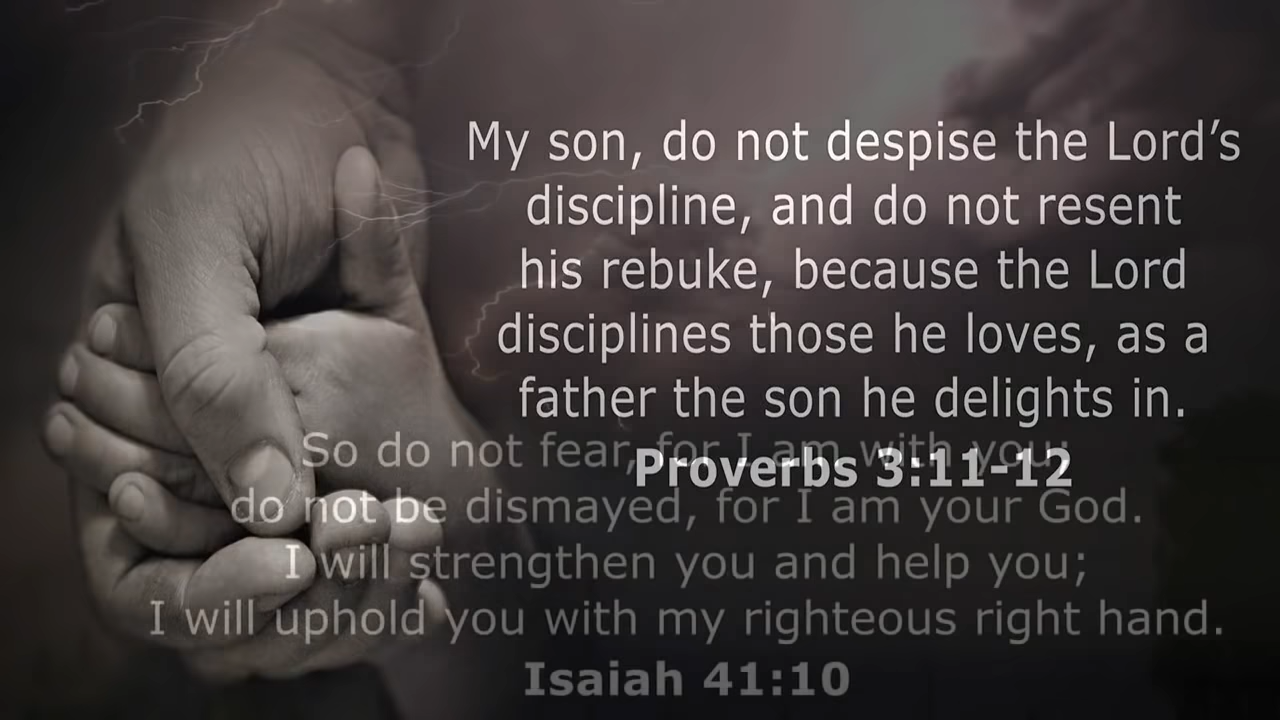 My son, do not despise the Lord’s
discipline, and do not resent
his rebuke, because the Lord
disciplines those he loves, as a
father the son he delights in.
Proverbs 3:11-12
So do not fear, for I am with you;
do not be dismayed, for I am your God.
I will strengthen you and help you;
I will uphold you with my righteous right hand.
Isaiah 41:10